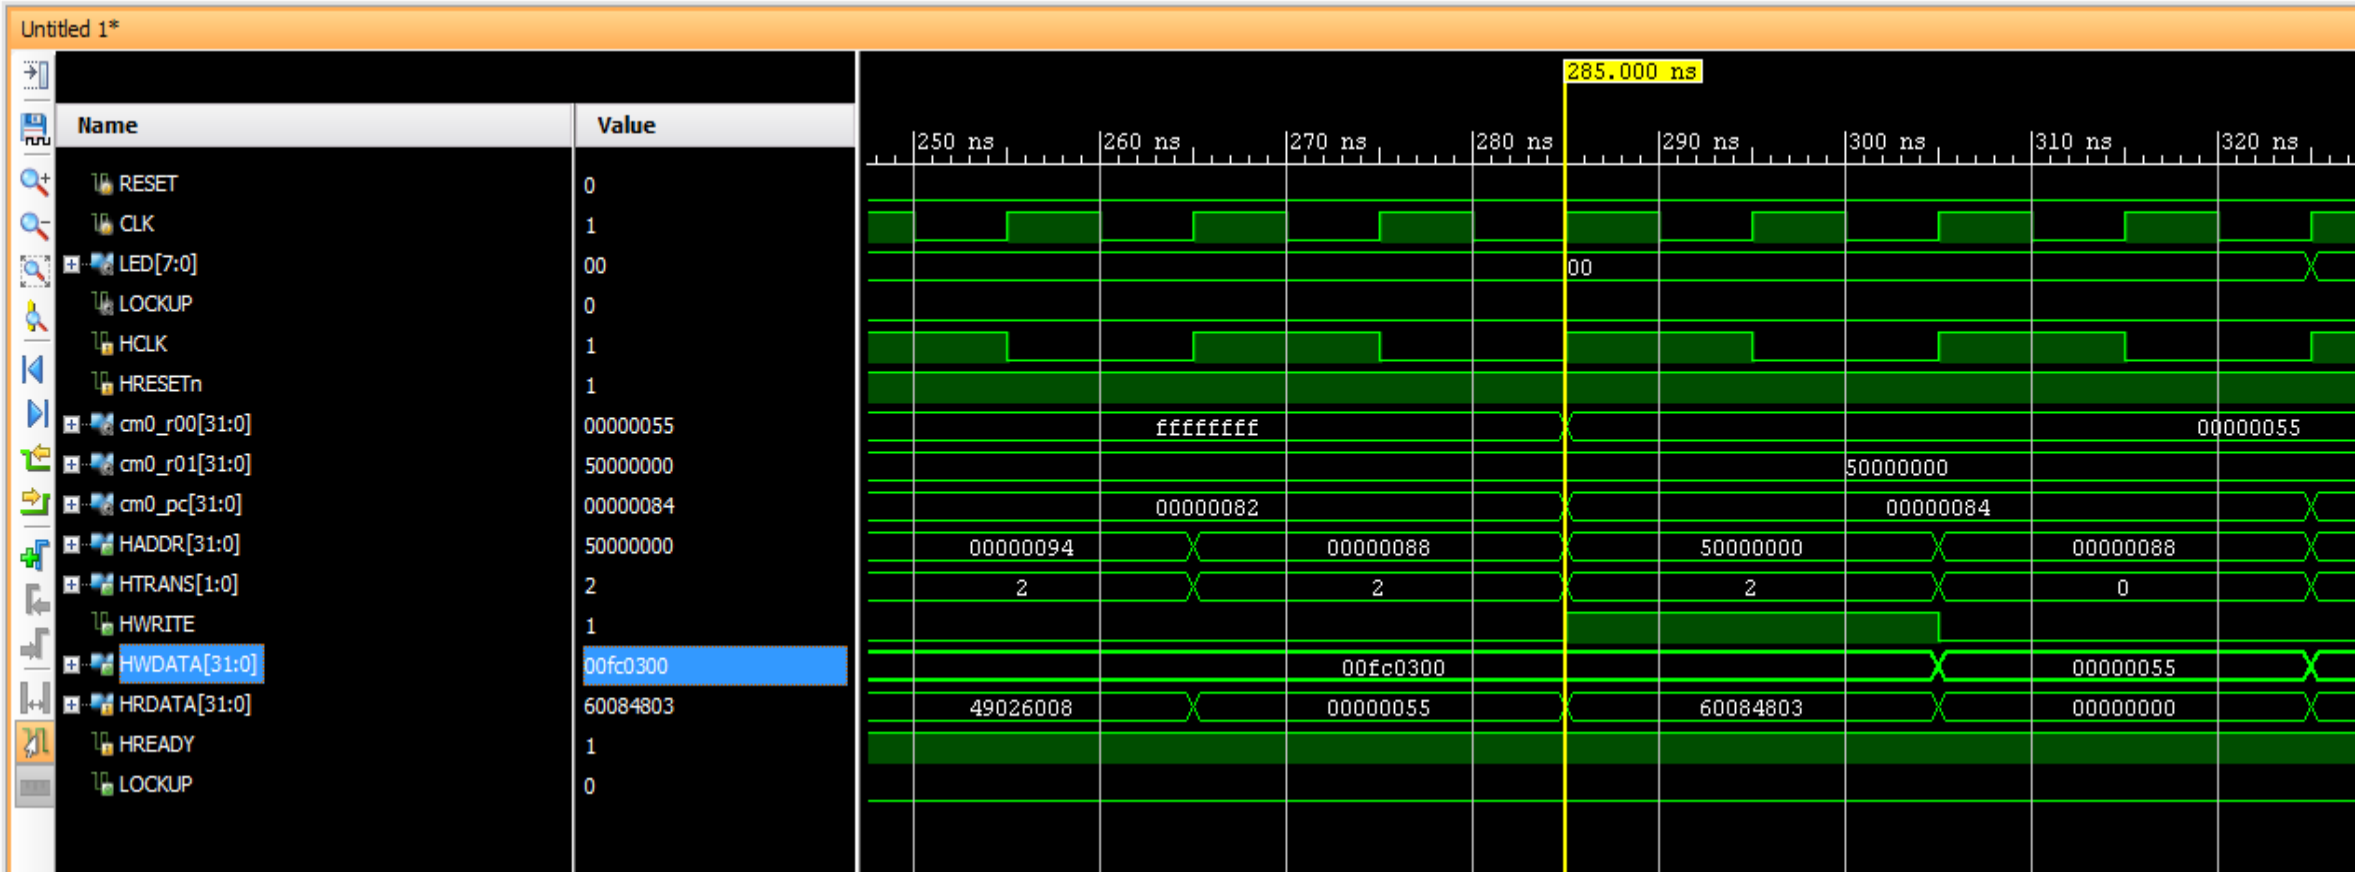 Untitled 1*
285.000 ns
Name Value
250 ns 260 ns 270 ns 280 ns 290 ns 300 ns 310 ns 320 ns
RESET 0
CLK 1
LED[7:0] 00 00
LOCKUP 0
HCLK 1
HRESETn 1
cm0_r00[31:0] 00000055 ffffffff 00000055
cm0_r01[31:0] 50000000 50000000
cm0_pc[31:0] 00000084 00000082 00000084
HADDR[31:0] 50000000 00000094 00000088 50000000 00000088
HTRANS[1:0] 2 2 2 2 0
HWRITE 1
HWDATA[31:0] 00fc0300 00fc0300 00000055
HRDATA[31:0] 60084803 49026008 00000055 60084803 00000000
HREADY 1
LOCKUP 0